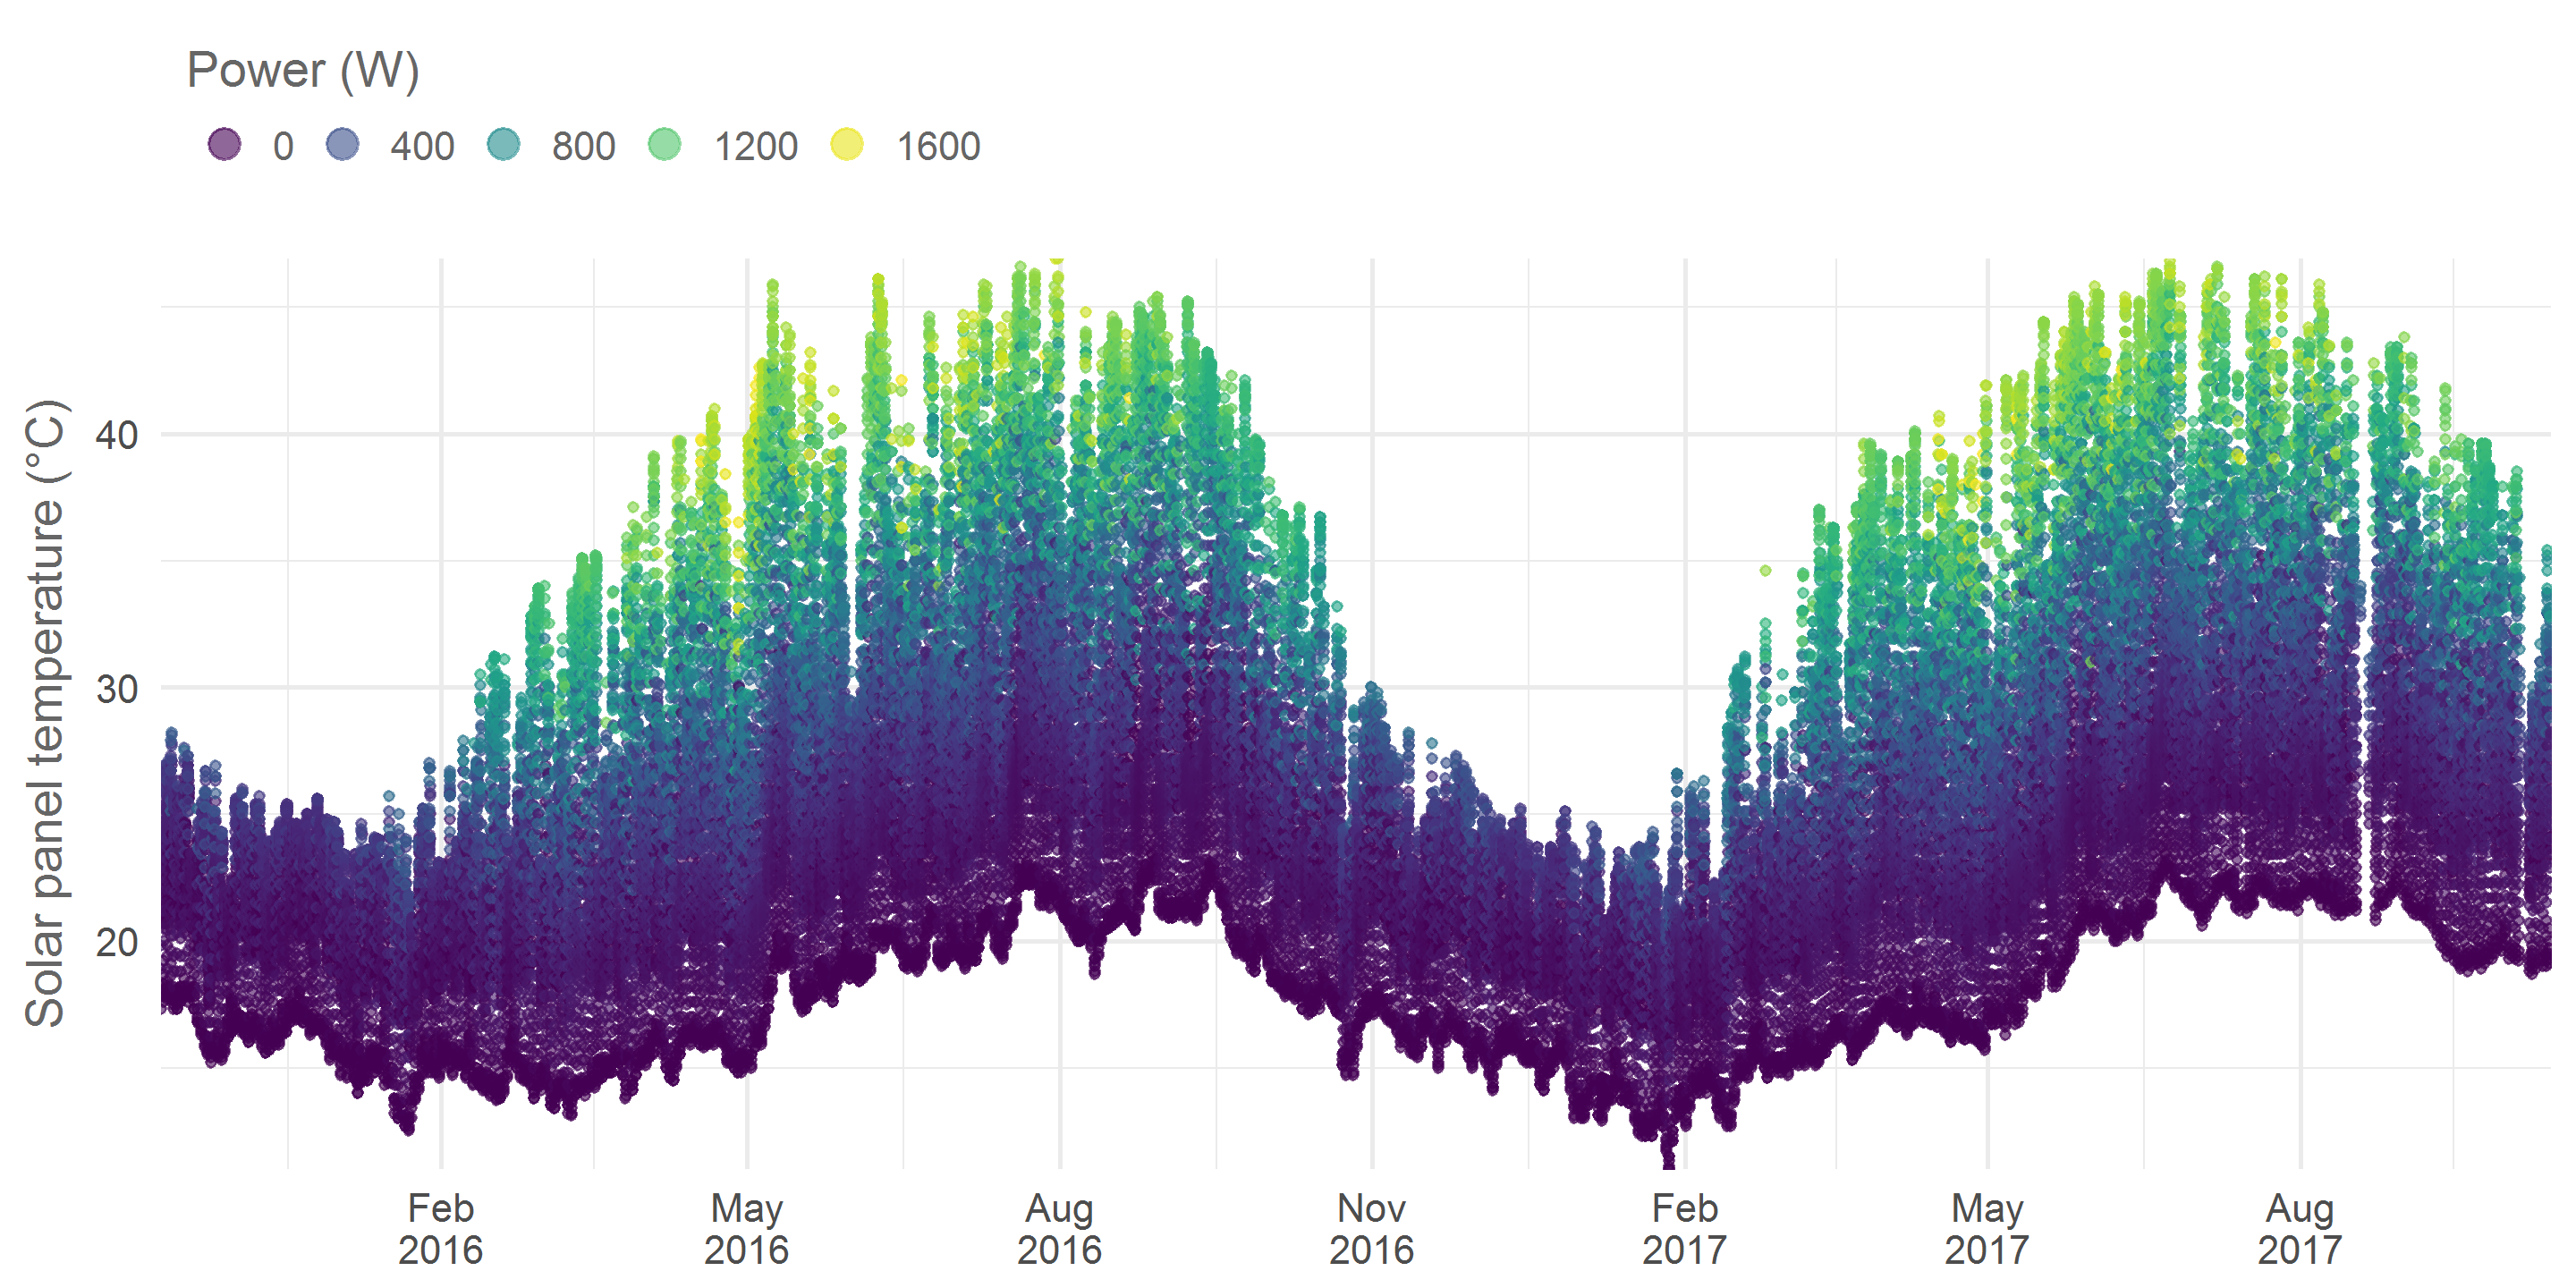 Power (W)
0 400 800 1200 1600
Solar panel temperature (°C)
40
30
20
Feb 2016
May 2016
Aug 2016
Nov 2016
Feb 2017
May 2017
Aug 2017